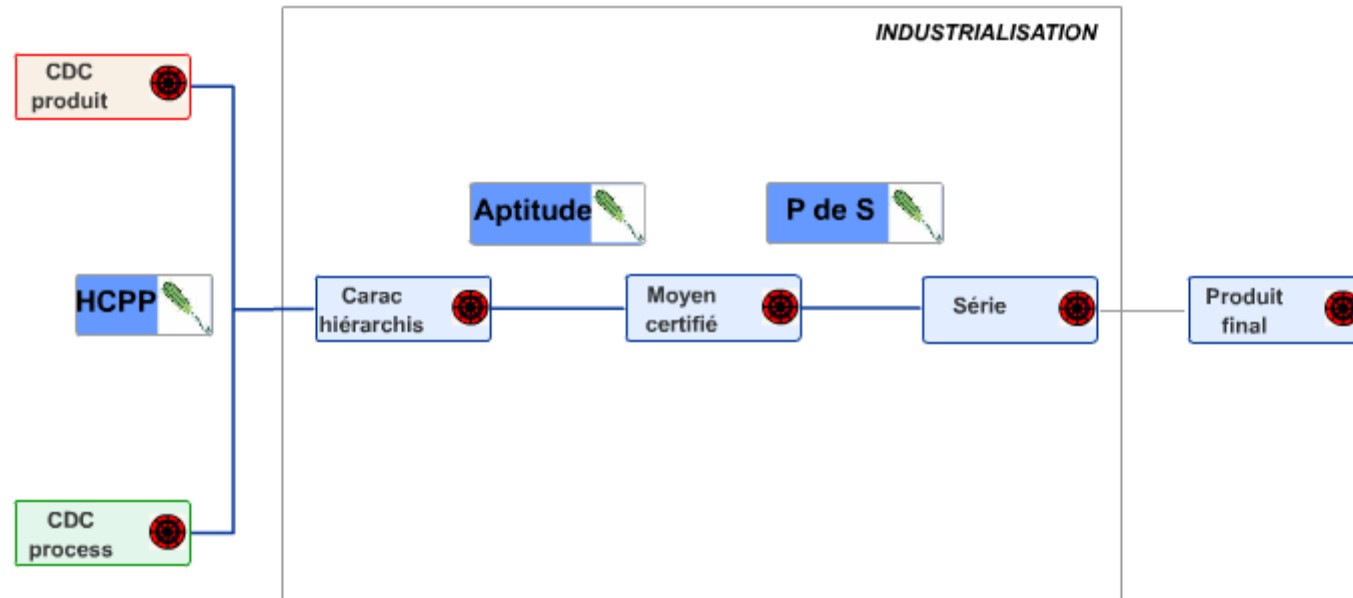 INDUSTRIALISATION
CDC
produit
Aptitude
P de S
HCPP
Carac
hiérarchis
Moyen
certifié
Série
Produit
final
CDC
process